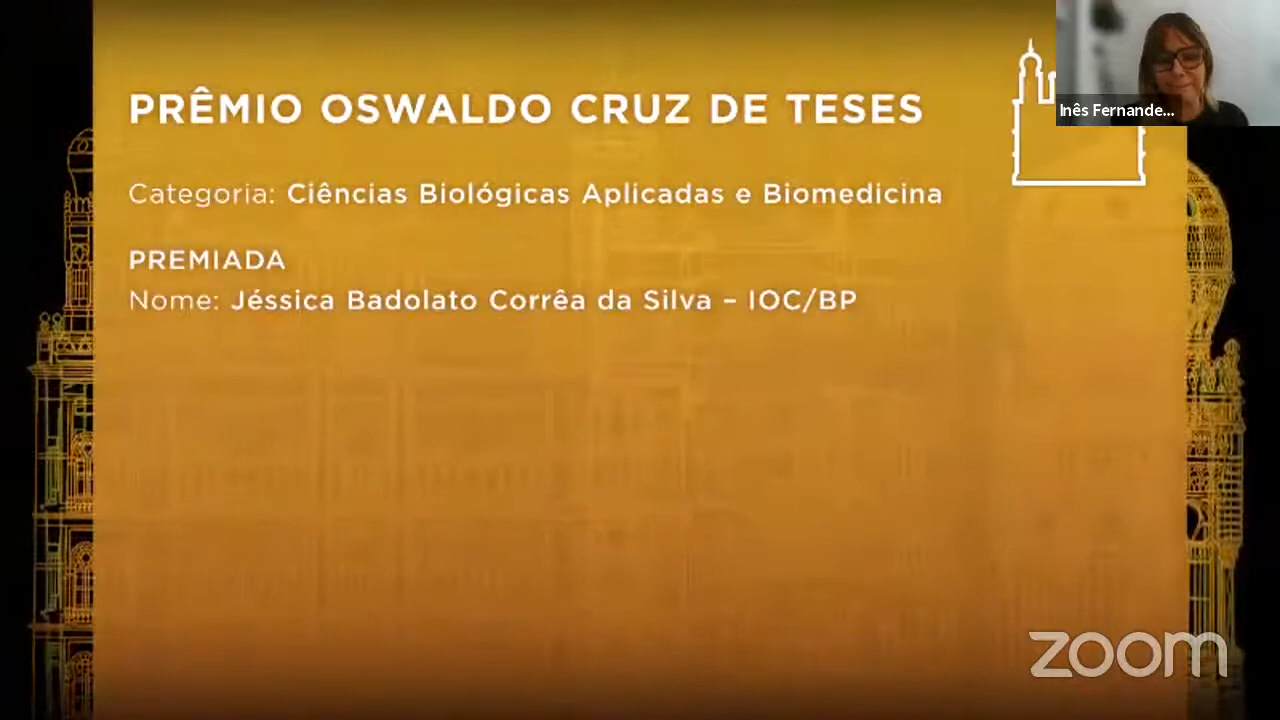 PRÊMIO OSWALDO CRUZ DE TESES
Inês Fernande...
Categoria: Ciências Biológicas Aplicadas e Biomedicina
PREMIADA
Nome: Jéssica Badolato Corrêa da Silva – IOC/BP
zoom